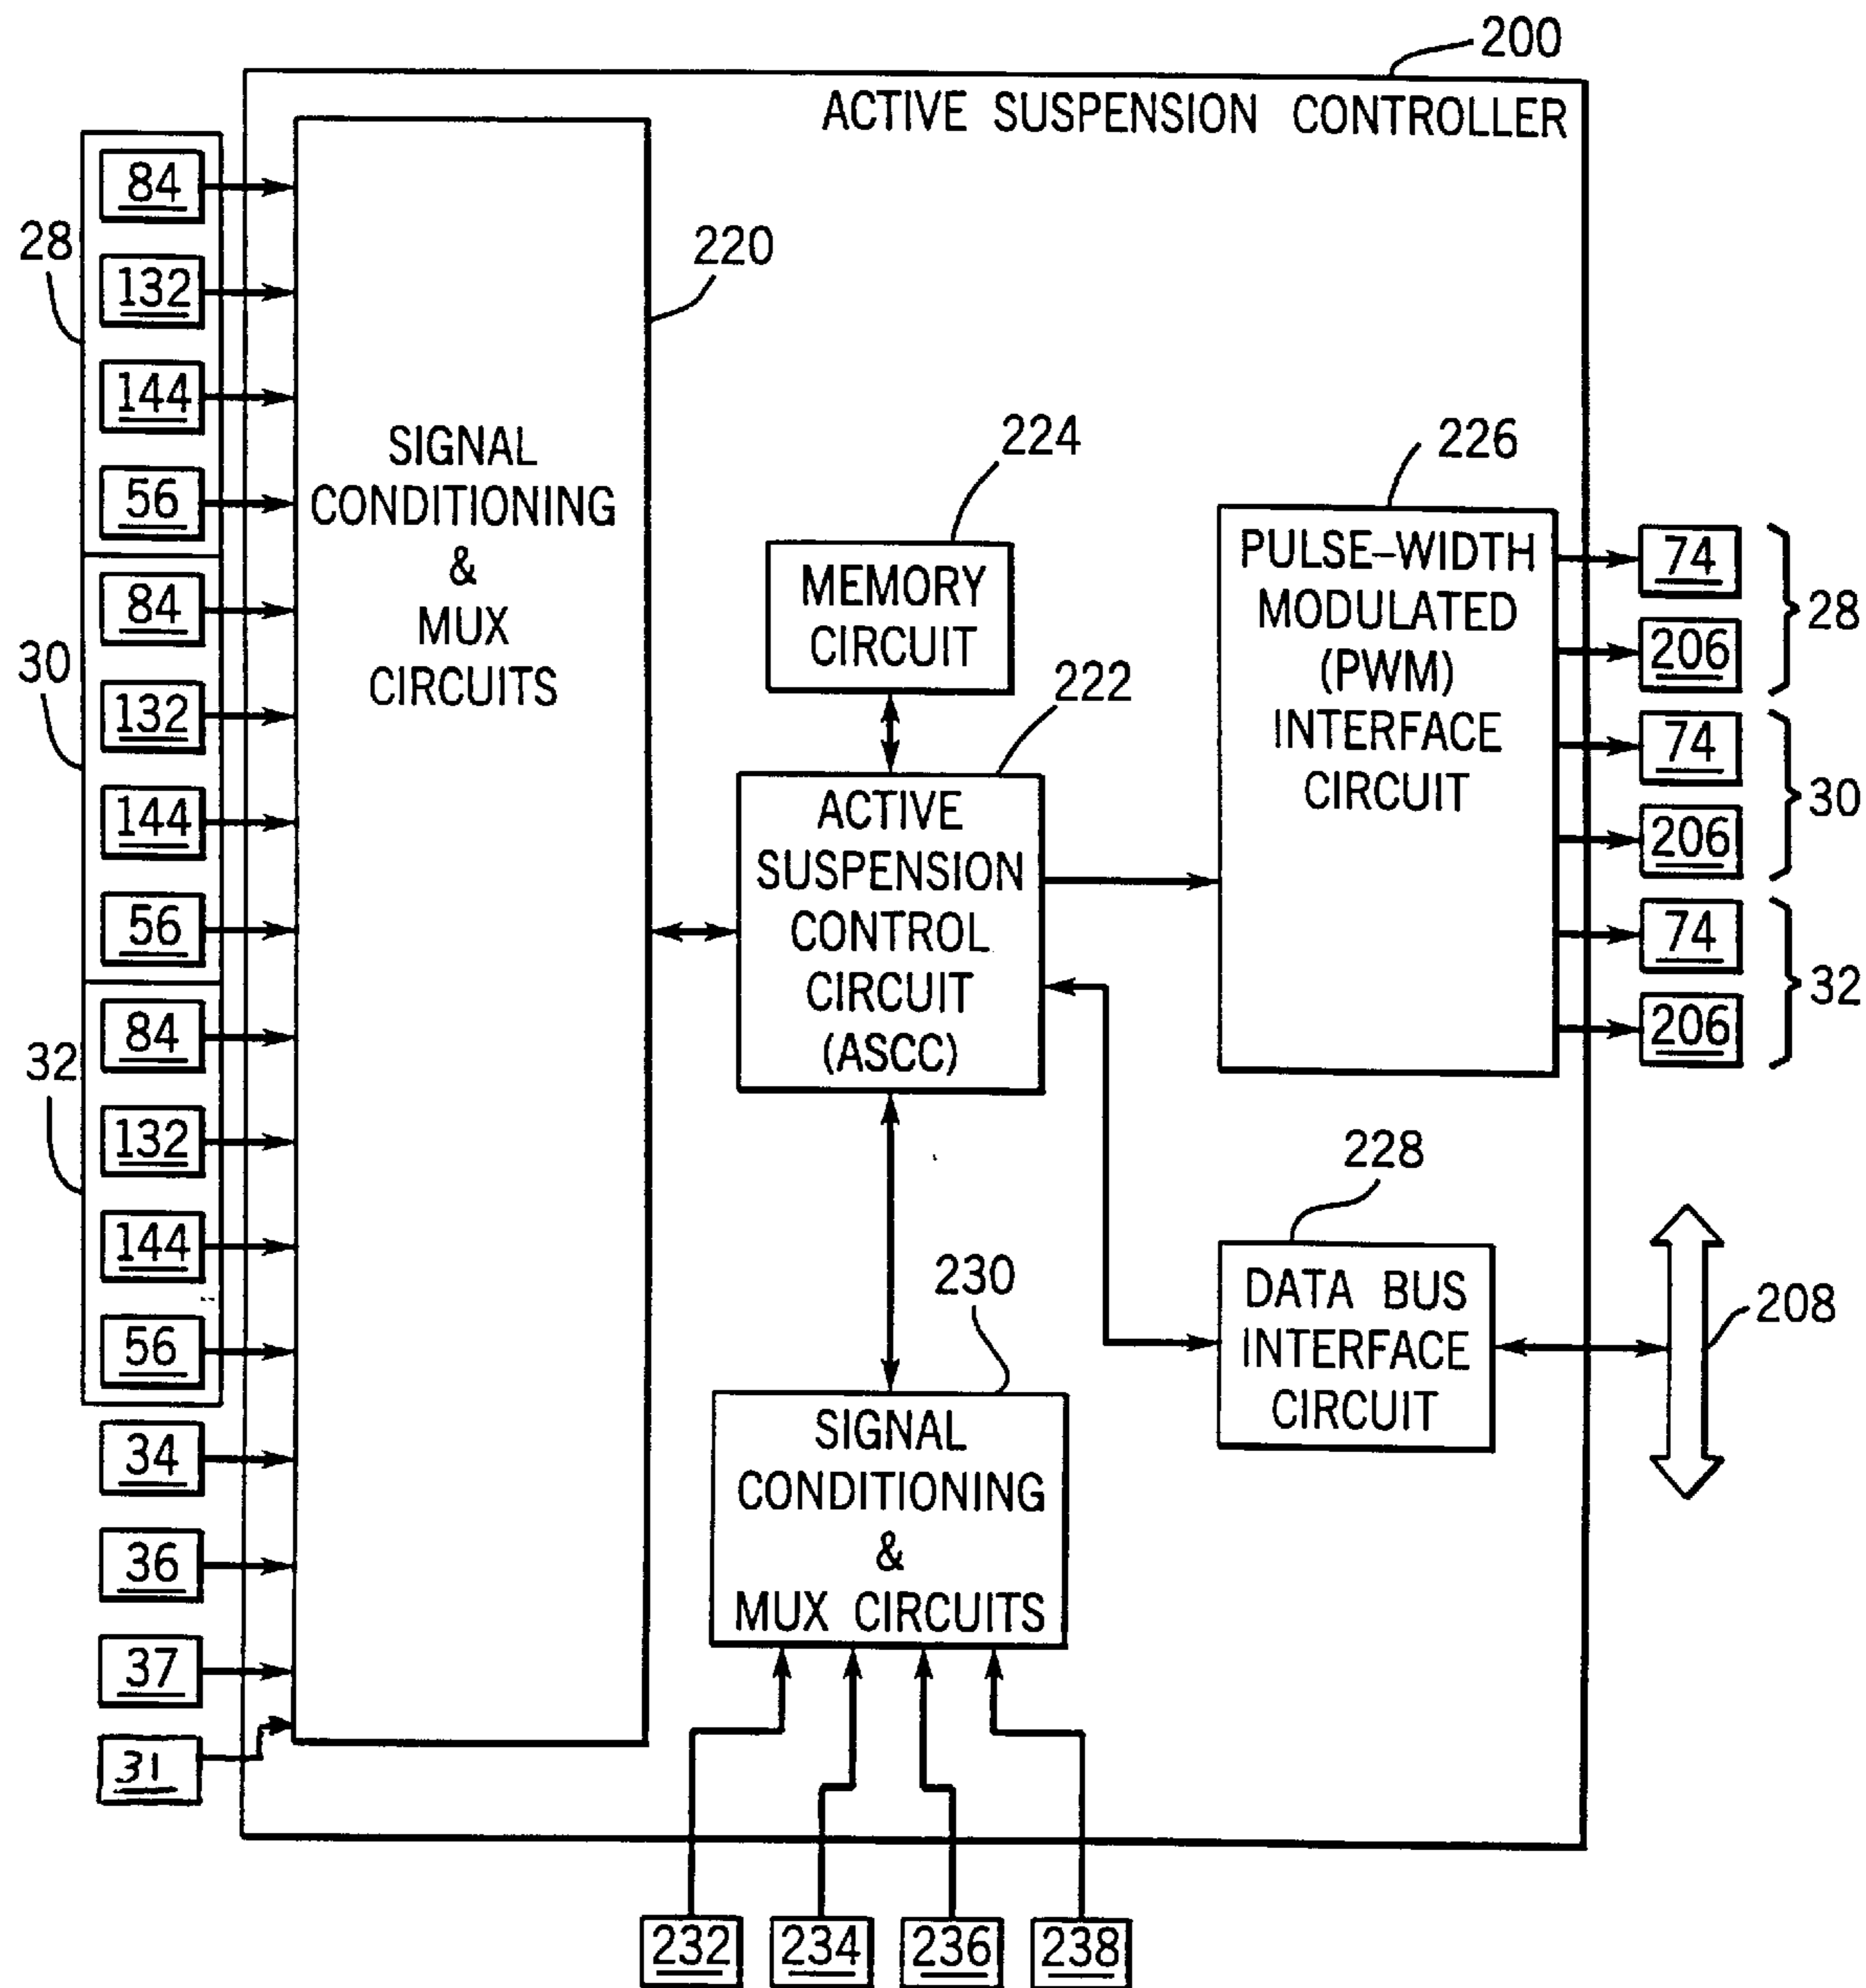 200
ACTIVE SUSPENSION CONTROLLER
28
84
132
144
56
30
84
132
144
56
32
84
132
144
56
34
36
37
31
220
SIGNAL
CONDITIONING
&
MUX
CIRCUITS
224
MEMORY
CIRCUIT
222
ACTIVE
SUSPENSION
CONTROL
CIRCUIT
(ASCC)
226
PULSE-WIDTH
MODULATED
(PWM)
INTERFACE
CIRCUIT
74
206
28
74
206
30
74
206
32
228
DATA BUS
INTERFACE
CIRCUIT
208
230
SIGNAL
CONDITIONING
&
MUX CIRCUITS
232
234
236
238